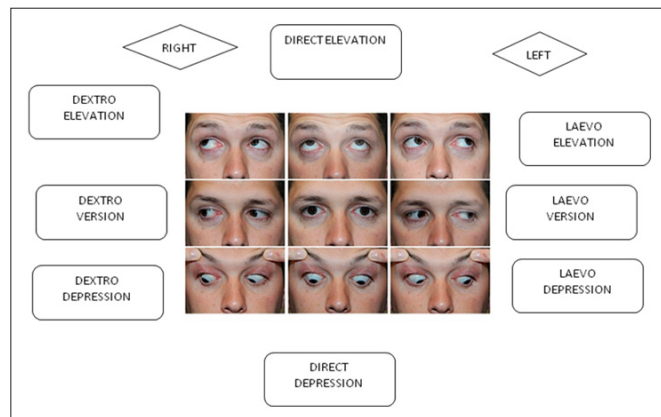 RIGHT
DIRECT ELEVATION
LEFT
DEXTRO
ELEVATION
LAEVO
ELEVATION
DEXTRO
VERSION
LAEVO
VERSION
DEXTRO
DEPRESSION
LAEVO
DEPRESSION
DIRECT
DEPRESSION